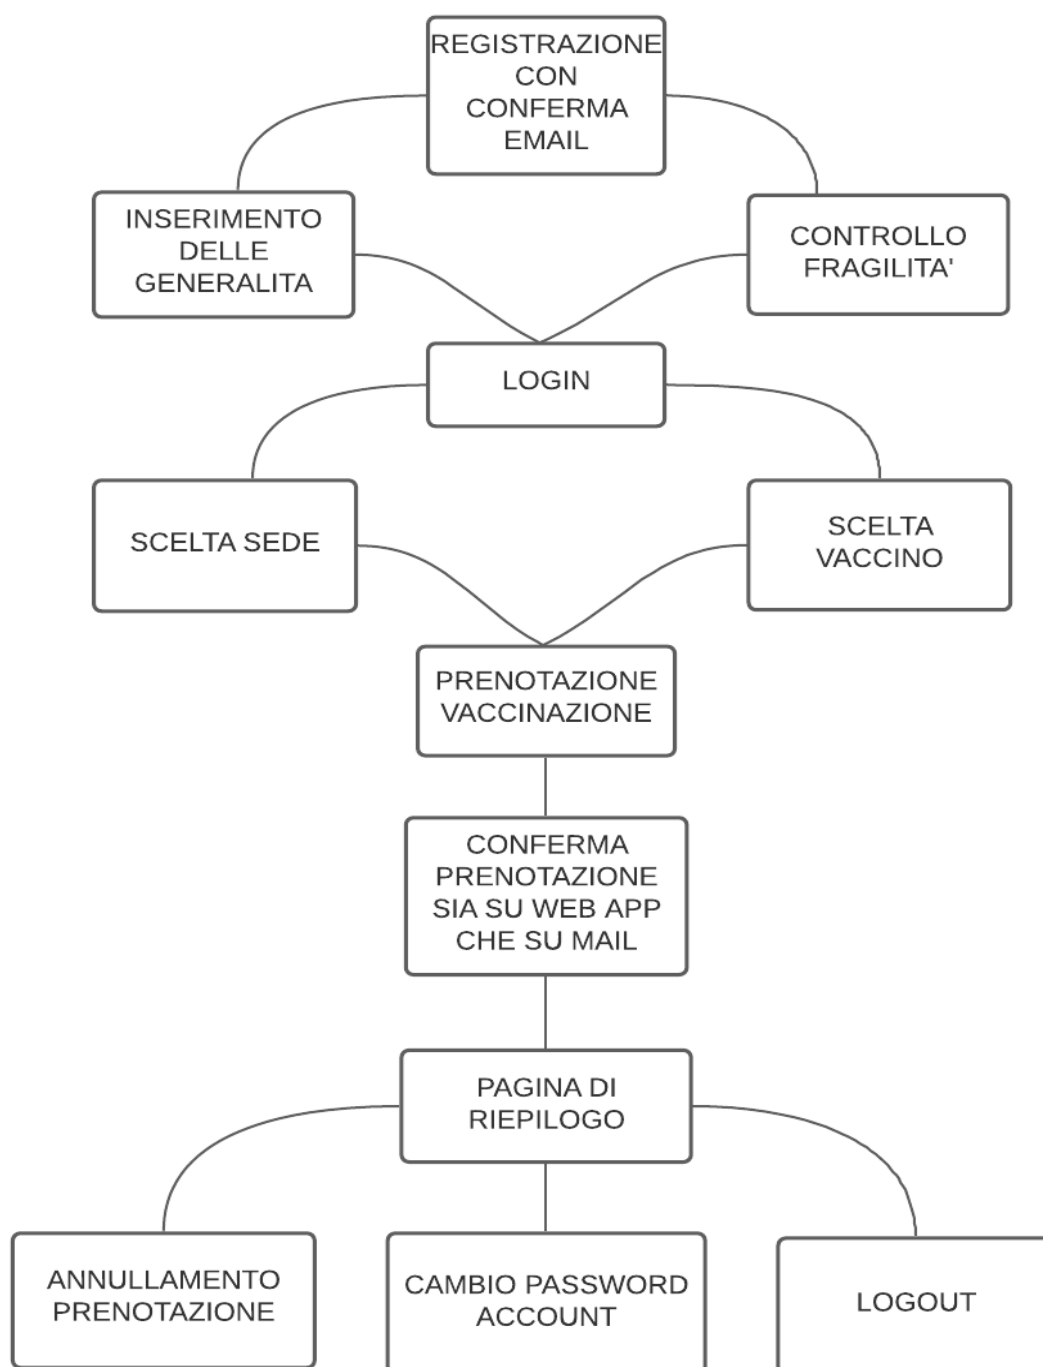 REGISTRAZIONE
CON
CONFERMA
EMAIL
INSERIMENTO
DELLE
GENERALITA
CONTROLLO
FRAGILITA'
LOGIN
SCELTA SEDE
SCELTA
VACCINO
PRENOTAZIONE
VACCINAZIONE
CONFERMA
PRENOTAZIONE
SIA SU WEB APP
CHE SU MAIL
PAGINA DI
RIEPILOGO
ANNULLAMENTO
PRENOTAZIONE
CAMBIO PASSWORD
ACCOUNT
LOGOUT